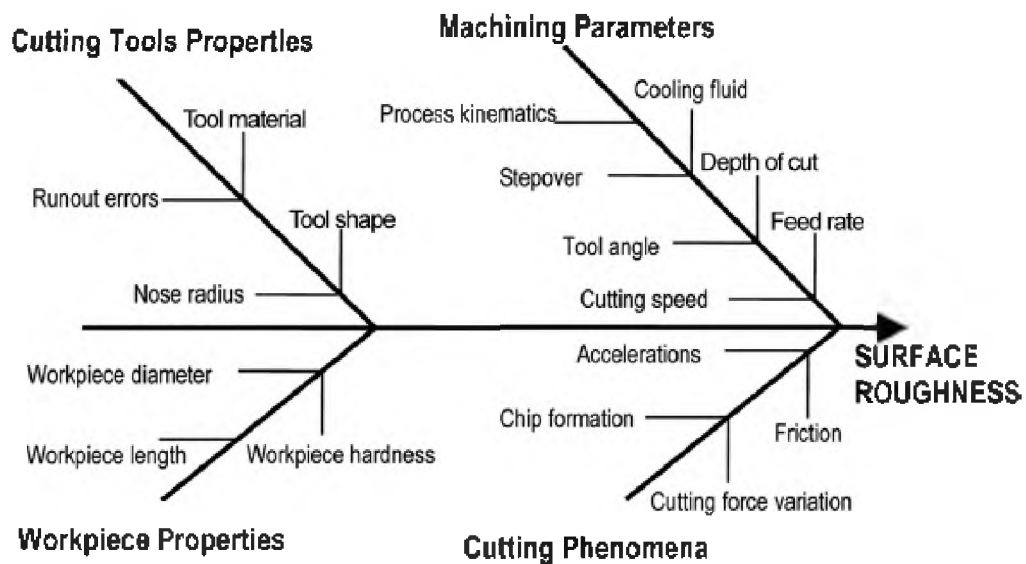 Cutting Tools Properties
Machining Parameters
Tool material
Runout errors
Tool shape
Nose radius
Cooling fluid
Process kinematics
Depth of cut
Stepover
Feed rate
Tool angle
Cutting speed
Workpiece diameter
Workpiece length
Workpiece hardness
Accelerations
Chip formation
Friction
Cutting force variation
SURFACE
ROUGHNESS
Workpiece Properties
Cutting Phenomena